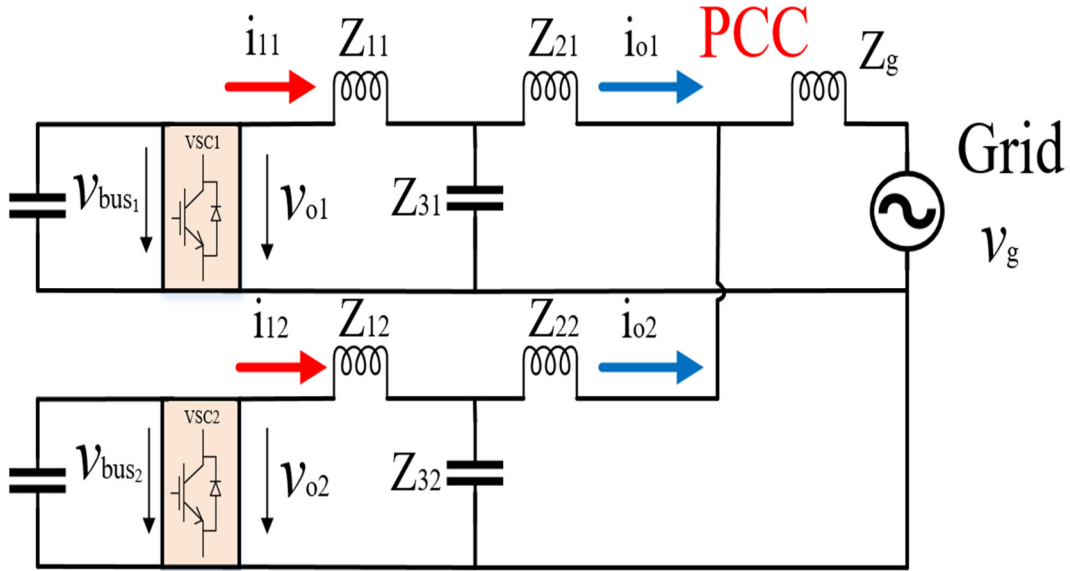 i11 Z11 Z21 io1 PCC Zg
VSC1
vbus1 vo1 Z31 Grid
vg
i12 Z12 Z22 io2
VSC2
vbus2 vo2 Z32